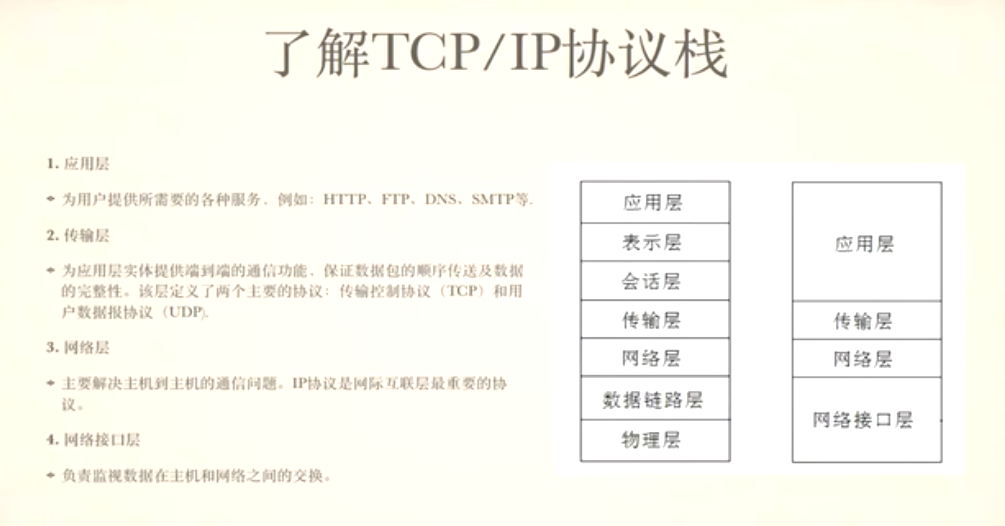 了解TCP/IP协议栈
1. 应用层
为用户提供所需要的各种服务，例如：HTTP、FTP、DNS、SMTP等.
2. 传输层
为应用层实体提供端到端的通信功能、保证数据包的顺序传送及数据
的完整性。该层定义了两个主要的协议：传输控制协议（TCP）和用
户数据报协议（UDP).
3. 网络层
主要解决主机到主机的通信问题。IP协议是网际互联层最重要的协
议。
4. 网络接口层
负责监视数据在主机和网络之间的交换。
应用层
表示层
会话层
传输层
网络层
数据链路层
物理层
应用层
传输层
网络层
网络接口层